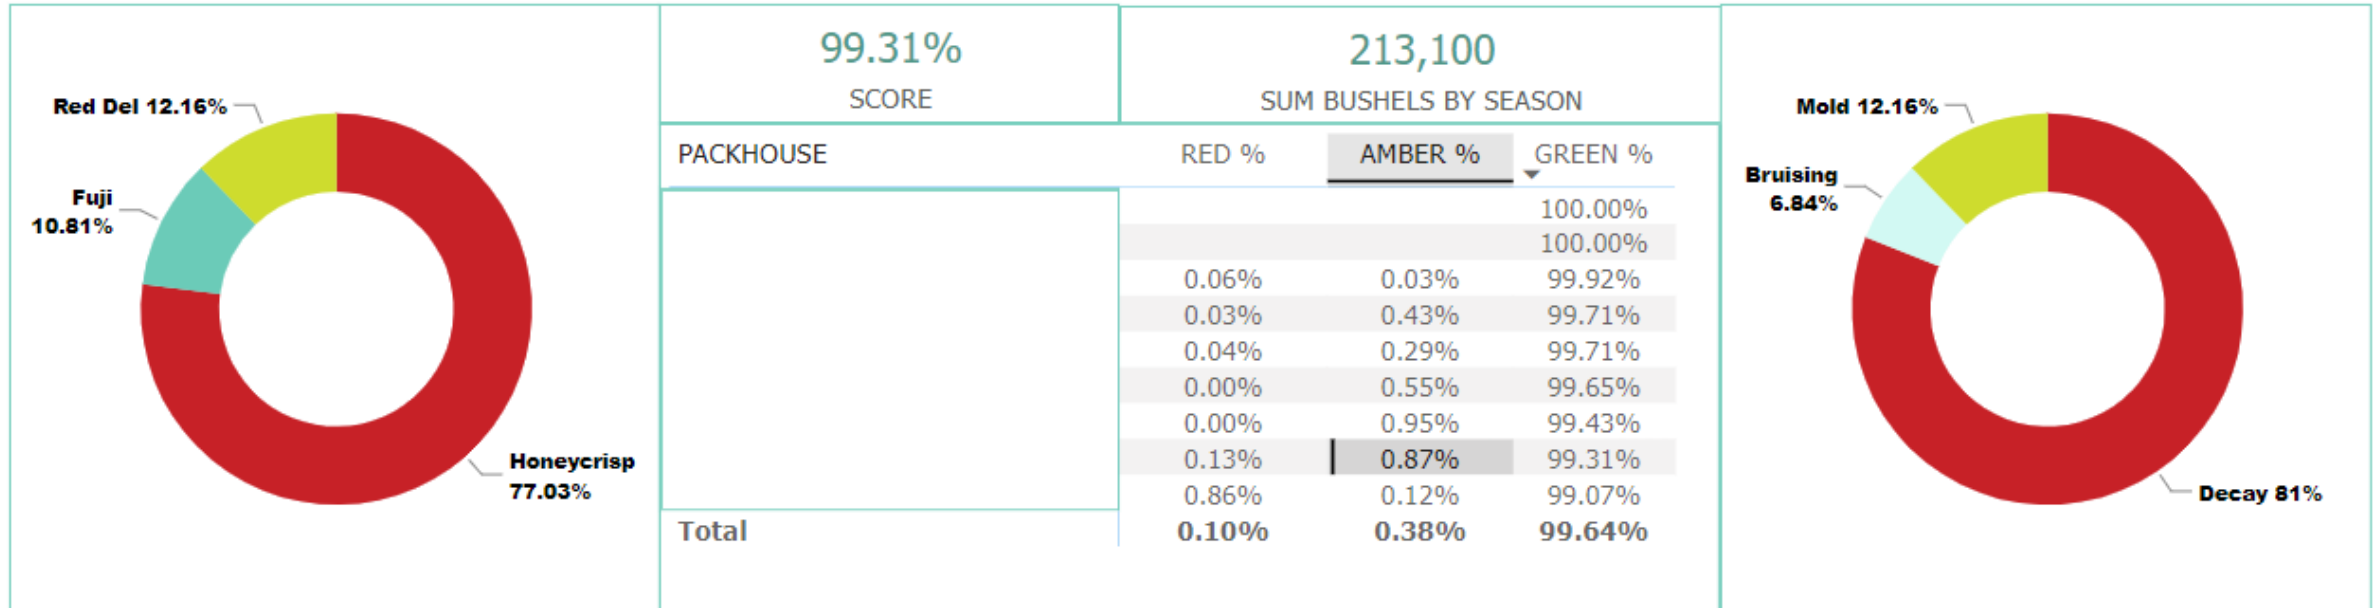 Red Del 12.16%
Fuji
10.81%
Honeycrisp
77.03%
99.31%
SCORE
213,100
SUM BUSHELS BY SEASON
PACKHOUSE RED % AMBER % GREEN %
100.00%
100.00%
0.06% 0.03% 99.92%
0.03% 0.43% 99.71%
0.04% 0.29% 99.71%
0.00% 0.55% 99.65%
0.00% 0.95% 99.43%
0.13% 0.87% 99.31%
0.86% 0.12% 99.07%
Total 0.10% 0.38% 99.64%
Mold 12.16%
Bruising
6.84%
Decay 81%